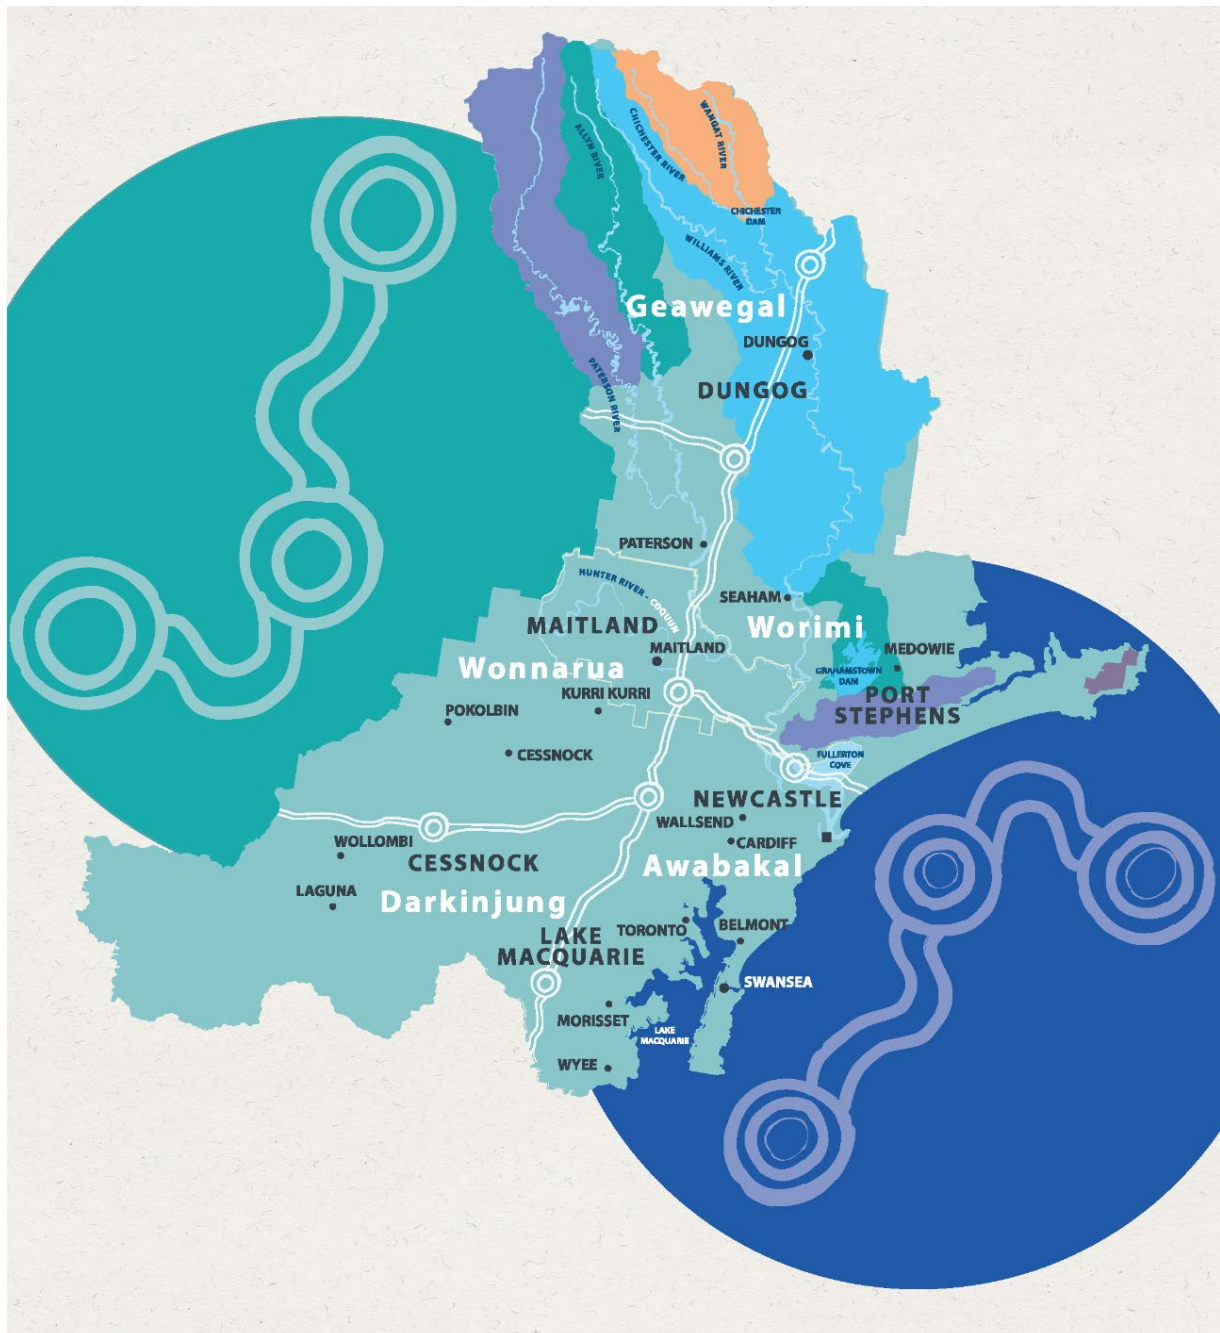 ALLYN RIVER
CHICHESTER RIVER
WANGAT RIVER
CHICHESTER
DAM
WILLIAMS RIVER
Geawegal
DUNGOG
DUNGOG
PATERSON RIVER
PATERSON
HUNTER RIVER - COQUUN
SEAHAM
MAITLAND
Worimi
MAITLAND
MEDOWIE
Wonnarua
GRAHAMSTOWN
DAM
KURRI KURRI
PORT
STEPHENS
POKOLBIN
CESSNOCK
FULLERTON
COVE
NEWCASTLE
WALLSEND
CARDIFF
WOLLOMBI
CESSNOCK
Awabakal
LAGUNA
Darkinjung
TORONTO
BELMONT
LAKE
MACQUARIE
SWANSEA
MORISSET
LAKE
MACQUARIE
WYEE